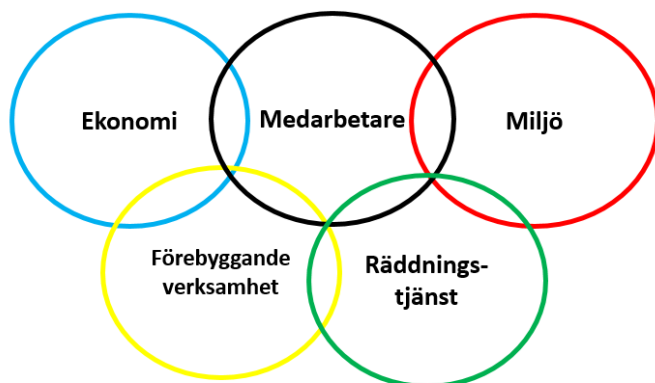 Ekonomi
Medarbetare
Miljö
Förebyggande
verksamhet
Räddnings-
tjänst